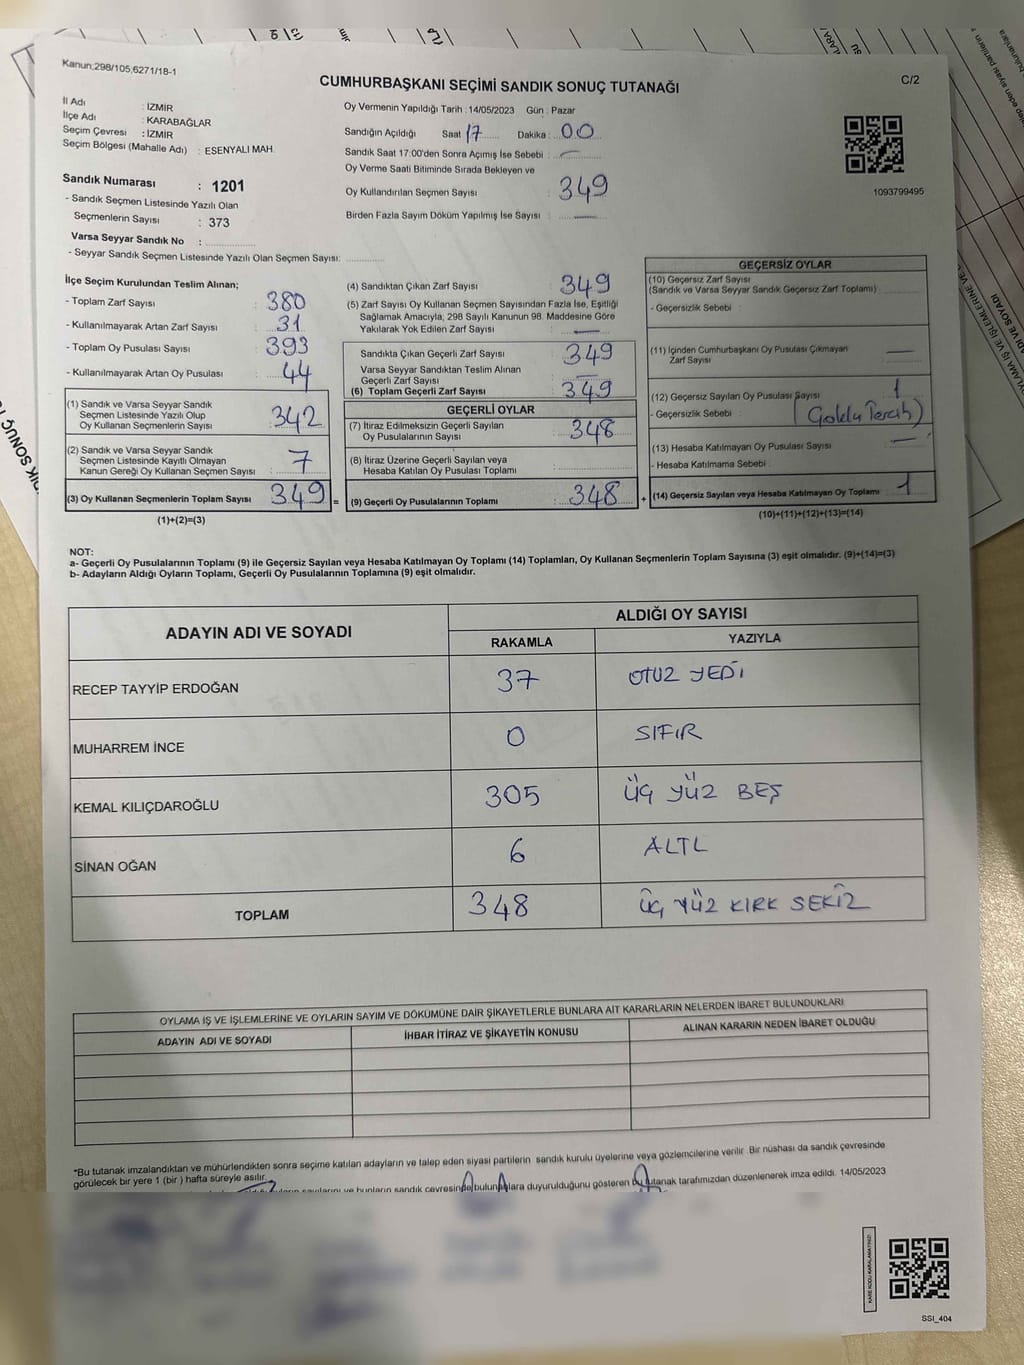 Kanun;298/105,6271/18-1
CUMHURBAŞKANI SEÇİMİ SANDIK SONUÇ TUTANAĞI
C/2
İl Adı : İZMİR
İlçe Adı : KARABAĞLAR
Seçim Çevresi : İZMİR
Seçim Bölgesi (Mahalle Adı) : ESENYALI MAH.
Sandık Numarası : 1201
- Sandık Seçmen Listesinde Yazılı Olan
Seçmenlerin Sayısı : 373
Varsa Seyyar Sandık No :
- Seyyar Sandık Seçmen Listesinde Yazılı Olan Seçmen Sayısı:
Oy Vermenin Yapıldığı Tarih : 14/05/2023 Gün : Pazar
Sandığın Açıldığı Saat 17 Dakika : 00
Sandık Saat 17:00'den Sonra Açımış İse Sebebi : —
Oy Verme Saati Bitiminde Sırada Bekleyen ve
Oy Kullandırılan Seçmen Sayısı : 349
Birden Fazla Sayım Döküm Yapılmış İse Sayısı : —
1093799495
İlçe Seçim Kurulundan Teslim Alınan;
- Toplam Zarf Sayısı : 380
- Kullanılmayarak Artan Zarf Sayısı : 31
- Toplam Oy Pusulası Sayısı : 393
- Kullanılmayarak Artan Oy Pusulası : 44
(1) Sandık ve Varsa Seyyar Sandık
Seçmen Listesinde Yazılı Olup
Oy Kullanan Seçmenlerin Sayısı : 342
(2) Sandık ve Varsa Seyyar Sandık
Seçmen Listesinde Kayıtlı Olmayan
Kanun Gereği Oy Kullanan Seçmen Sayısı : 7
(3) Oy Kullanan Seçmenlerin Toplam Sayısı : 349 =
(1)+(2)=(3)
(4) Sandıktan Çıkan Zarf Sayısı : 349
(5) Zarf Sayısı Oy Kullanan Seçmen Sayısından Fazla İse, Eşitliği
Sağlamak Amacıyla; 298 Sayılı Kanunun 98. Maddesine Göre
Yakılarak Yok Edilen Zarf Sayısı : —
Sandıkta Çıkan Geçerli Zarf Sayısı : 349
Varsa Seyyar Sandıktan Teslim Alınan
Geçerli Zarf Sayısı : —
(6) Toplam Geçerli Zarf Sayısı : 349
GEÇERLİ OYLAR
(7) İtiraz Edilmeksizin Geçerli Sayılan
Oy Pusulalarının Sayısı : 348
(8) İtiraz Üzerine Geçerli Sayılan veya
Hesaba Katılan Oy Pusulası Toplamı :
(9) Geçerli Oy Pusulalarının Toplamı : 348 +
GEÇERSİZ OYLAR
(10) Geçersiz Zarf Sayısı
(Sandık ve Varsa Seyyar Sandık Geçersiz Zarf Toplamı) :
- Geçersizlik Sebebi :
(11) İçinden Cumhurbaşkanı Oy Pusulası Çıkmayan
Zarf Sayısı : —
(12) Geçersiz Sayılan Oy Pusulası Sayısı : 1
- Geçersizlik Sebebi : (Çoklu Tercih)
(13) Hesaba Katılmayan Oy Pusulası Sayısı : —
- Hesaba Katılmama Sebebi :
(14) Geçersiz Sayılan veya Hesaba Katılmayan Oy Toplamı : 1
(10)+(11)+(12)+(13)=(14)
NOT:
a- Geçerli Oy Pusulalarının Toplamı (9) ile Geçersiz Sayılan veya Hesaba Katılmayan Oy Toplamı (14) Toplamları, Oy Kullanan Seçmenlerin Toplam Sayısına (3) eşit olmalıdır. (9)+(14)=(3)
b- Adayların Aldığı Oyların Toplamı, Geçerli Oy Pusulalarının Toplamına (9) eşit olmalıdır.
ADAYIN ADI VE SOYADI
ALDIĞI OY SAYISI
RAKAMLA YAZIYLA
RECEP TAYYİP ERDOĞAN 37 OTUZ YEDİ
MUHARREM İNCE 0 SIFIR
KEMAL KILIÇDAROĞLU 305 ÜÇ YÜZ BEŞ
SİNAN OĞAN 6 ALTI
TOPLAM 348 ÜÇ YÜZ KIRK SEKİZ
OYLAMA İŞ VE İŞLEMLERİNE VE OYLARIN SAYIM VE DÖKÜMÜNE DAİR ŞİKAYETLERLE BUNLARA AİT KARARLARIN NELERDEN İBARET BULUNDUKLARI
ADAYIN ADI VE SOYADI İHBAR İTİRAZ VE ŞİKAYETİN KONUSU ALINAN KARARIN NEDEN İBARET OLDUĞU
*Bu tutanak imzalandıktan ve mühürlendikten sonra seçime katılan adayların ve talep eden siyasi partilerin sandık kurulu üyelerine veya gözlemcilerine verilir. Bir nüshası da sandık çevresinde
görülecek bir yere 1 (bir ) hafta süreyle asılır.
sayılarını ve bunların sandık çevresinde bulunanlara duyurulduğunu gösteren bu tutanak tarafımızdan düzenlenerek imza edildi. 14/05/2023
KARE KODU KARALAMAYINIZ!
SSI_404